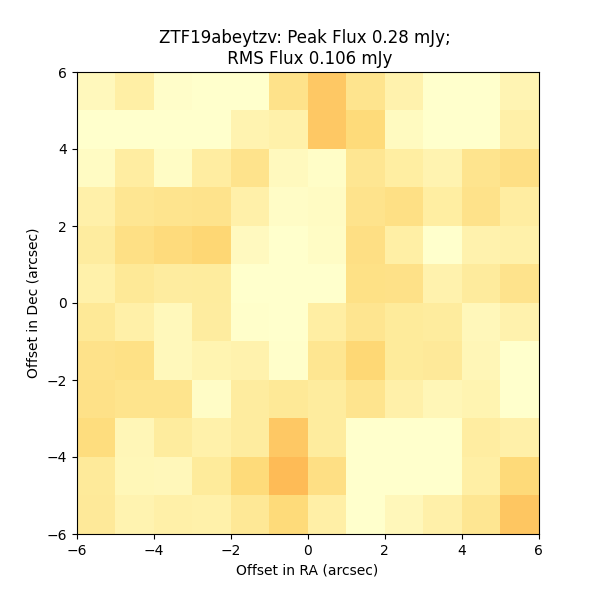 ZTF19abeytzv: Peak Flux 0.28 mJy;
RMS Flux 0.106 mJy
6
4
2
0
−2
−4
−6
Offset in Dec (arcsec)
−6 −4 −2 0 2 4 6
Offset in RA (arcsec)